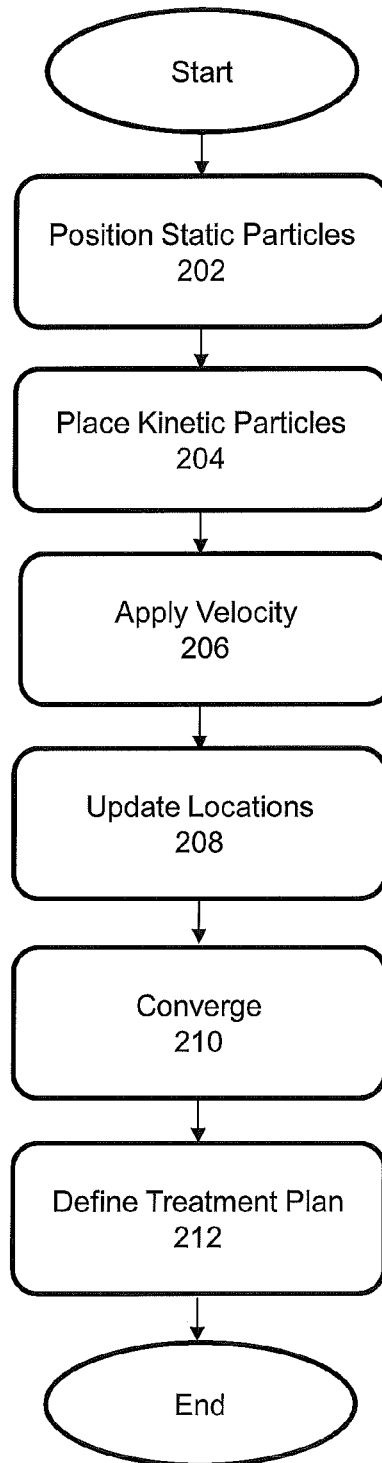 Start
Position Static Particles
202
Place Kinetic Particles
204
Apply Velocity
206
Update Locations
208
Converge
210
Define Treatment Plan
212
End